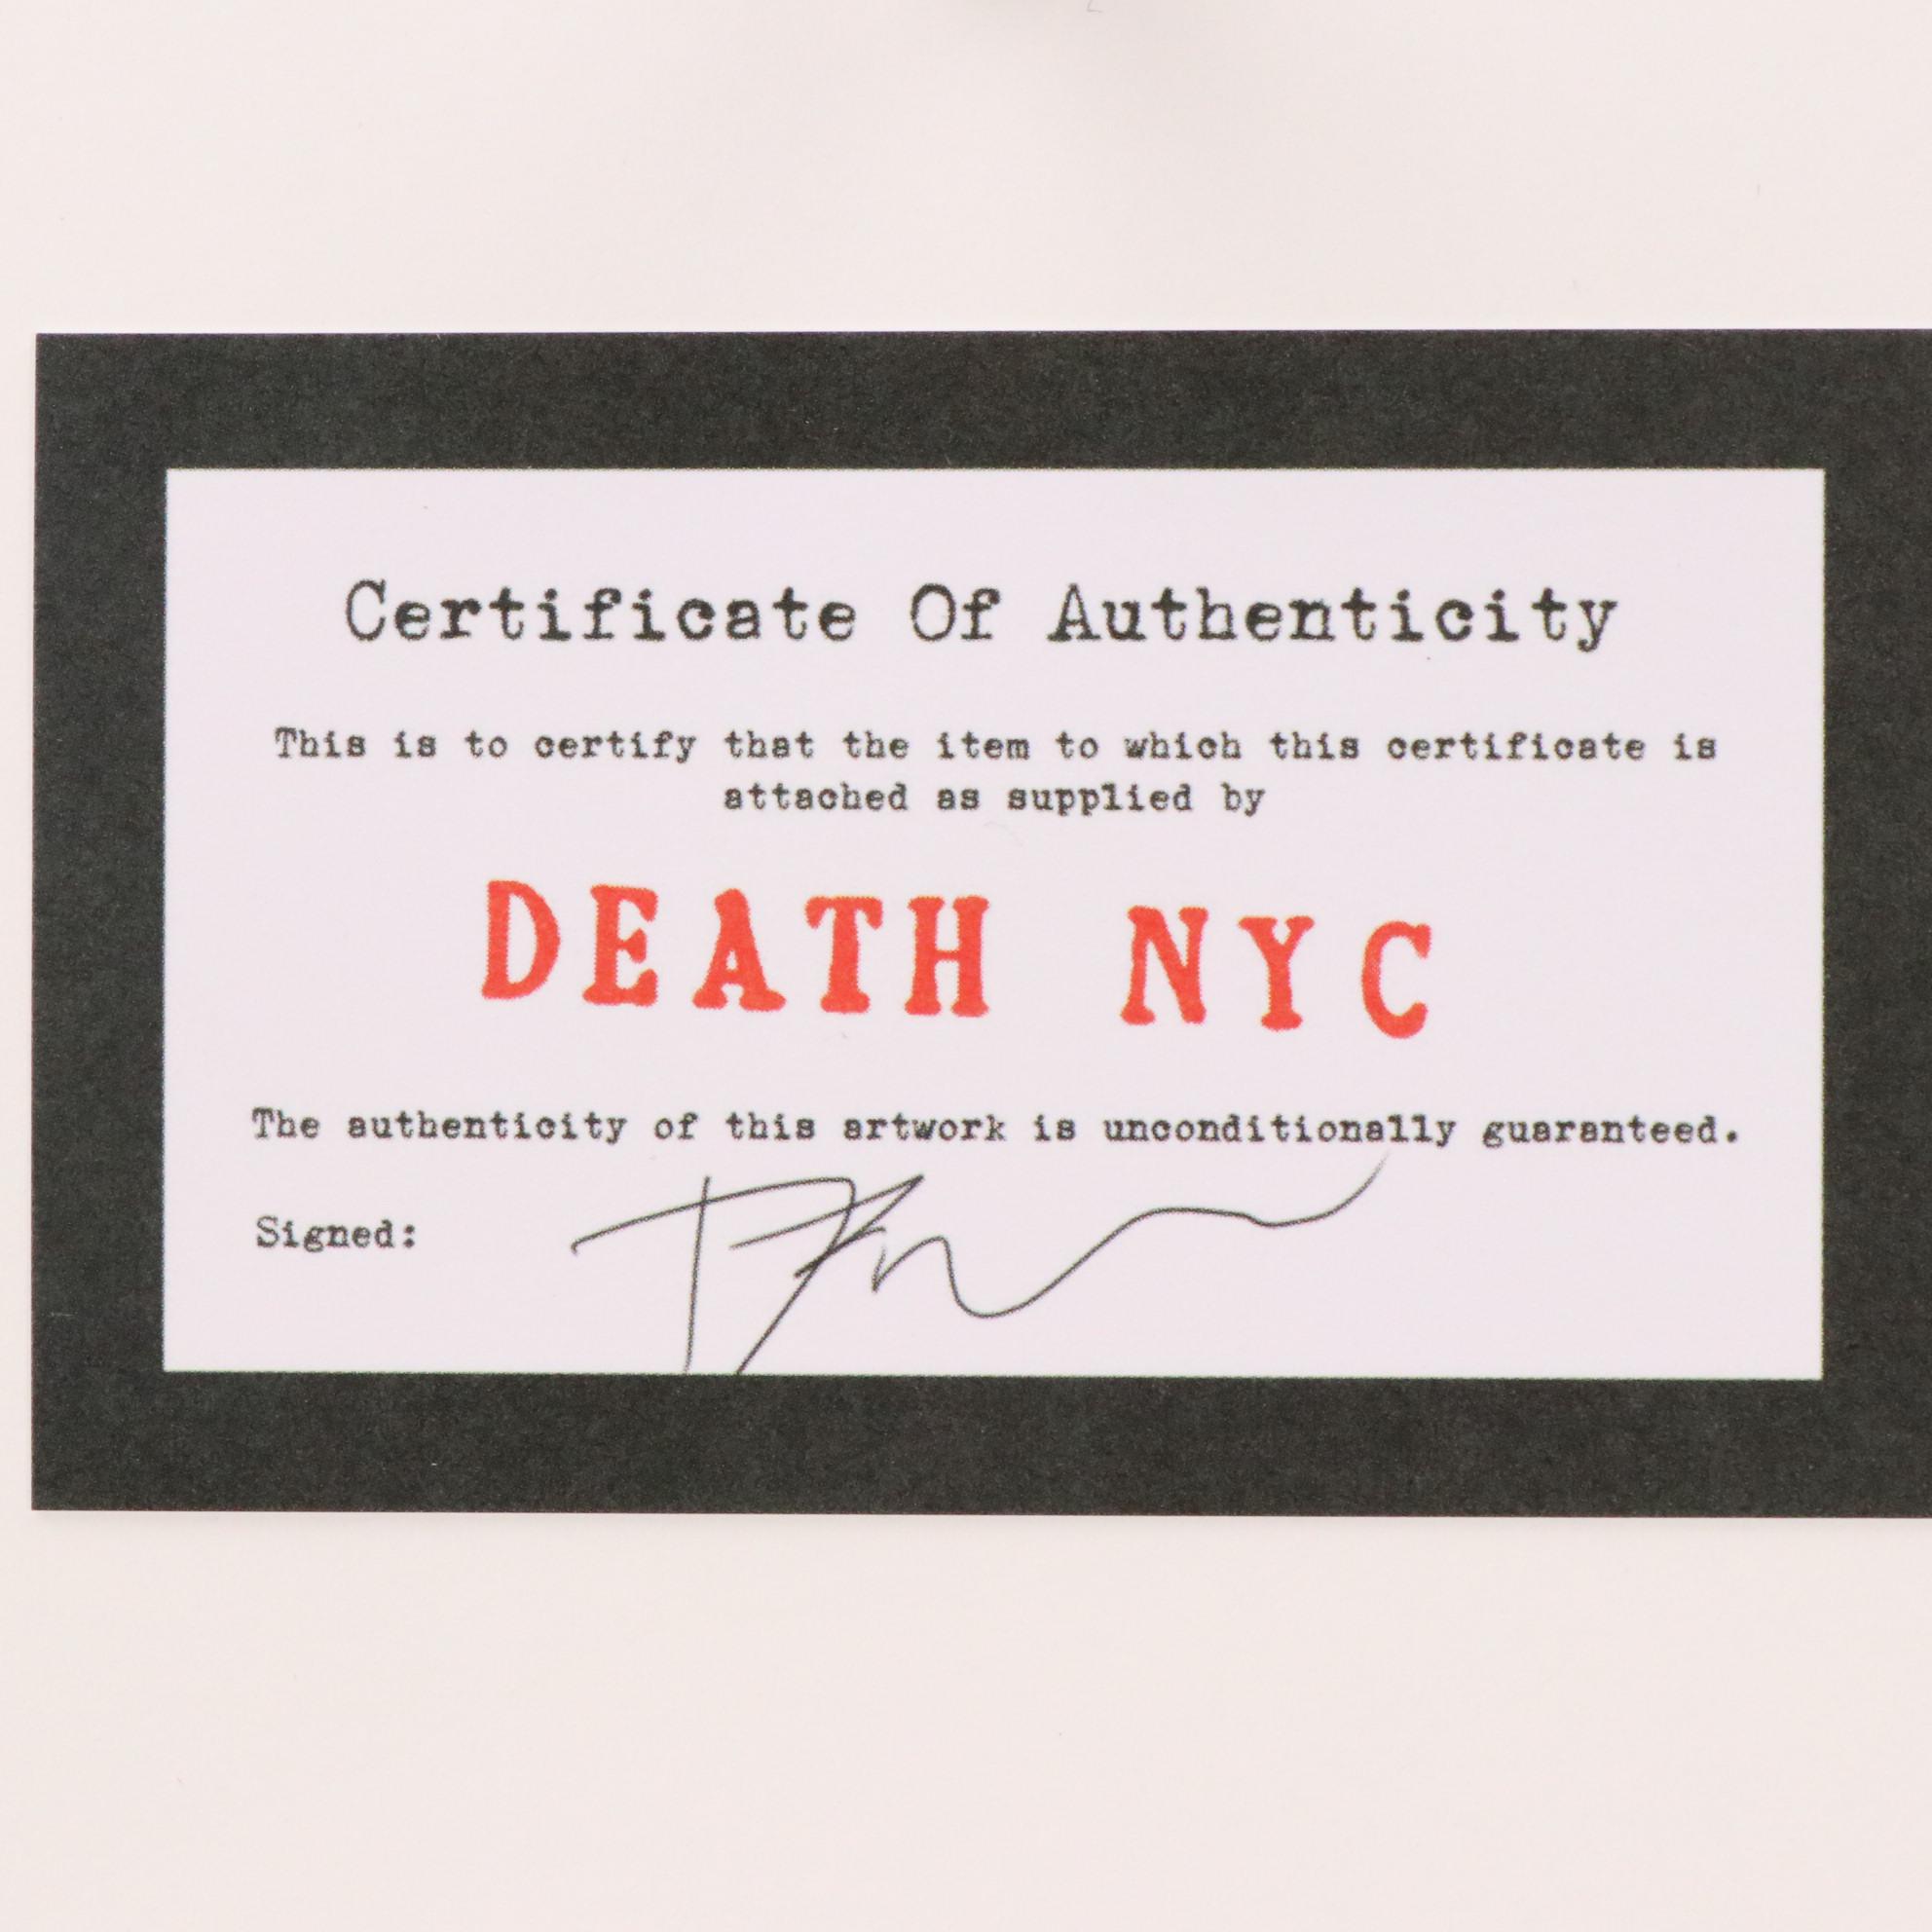 Certificate Of Authenticity
This is to certify that the item to which this certificate is
attached as supplied by
DEATH NYC
The authenticity of this artwork is unconditionally guaranteed.
Signed: